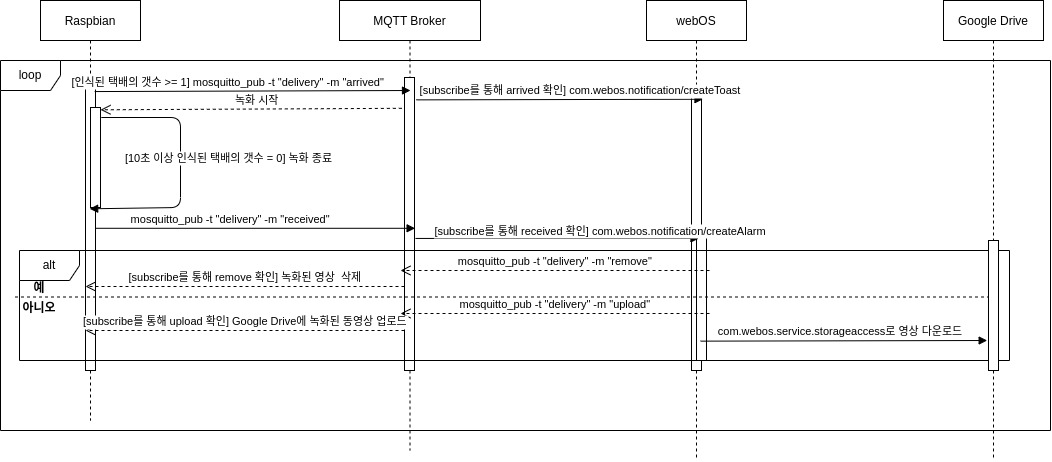 Raspbian
MQTT Broker
webOS
Google Drive
loop
[인식된 택배의 갯수 >= 1] mosquitto_pub -t "delivery" -m "arrived"
[subscribe를 통해 arrived 확인] com.webos.notification/createToast
녹화 시작
[10초 이상 인식된 택배의 갯수 = 0] 녹화 종료
mosquitto_pub -t "delivery" -m "received"
[subscribe를 통해 received 확인] com.webos.notification/createAlarm
alt
mosquitto_pub -t "delivery" -m "remove"
[subscribe를 통해 remove 확인] 녹화된 영상 삭제
예
아니오
mosquitto_pub -t "delivery" -m "upload"
[subscribe를 통해 upload 확인] Google Drive에 녹화된 동영상 업로드
com.webos.service.storageaccess로 영상 다운로드